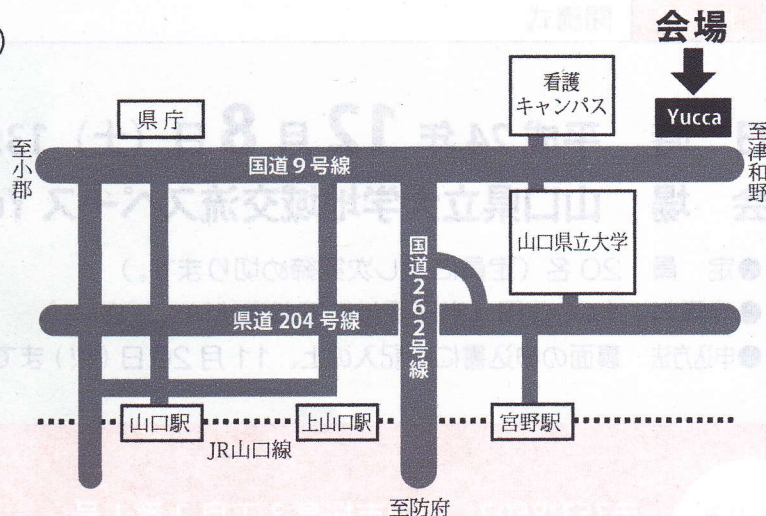 会場
Yucca
看護
キャンパス
県庁
至小郡
国道9号線
至津和野
山口県立大学
国道262号線
県道204号線
山口駅
上山口駅
宮野駅
JR山口線
至防府